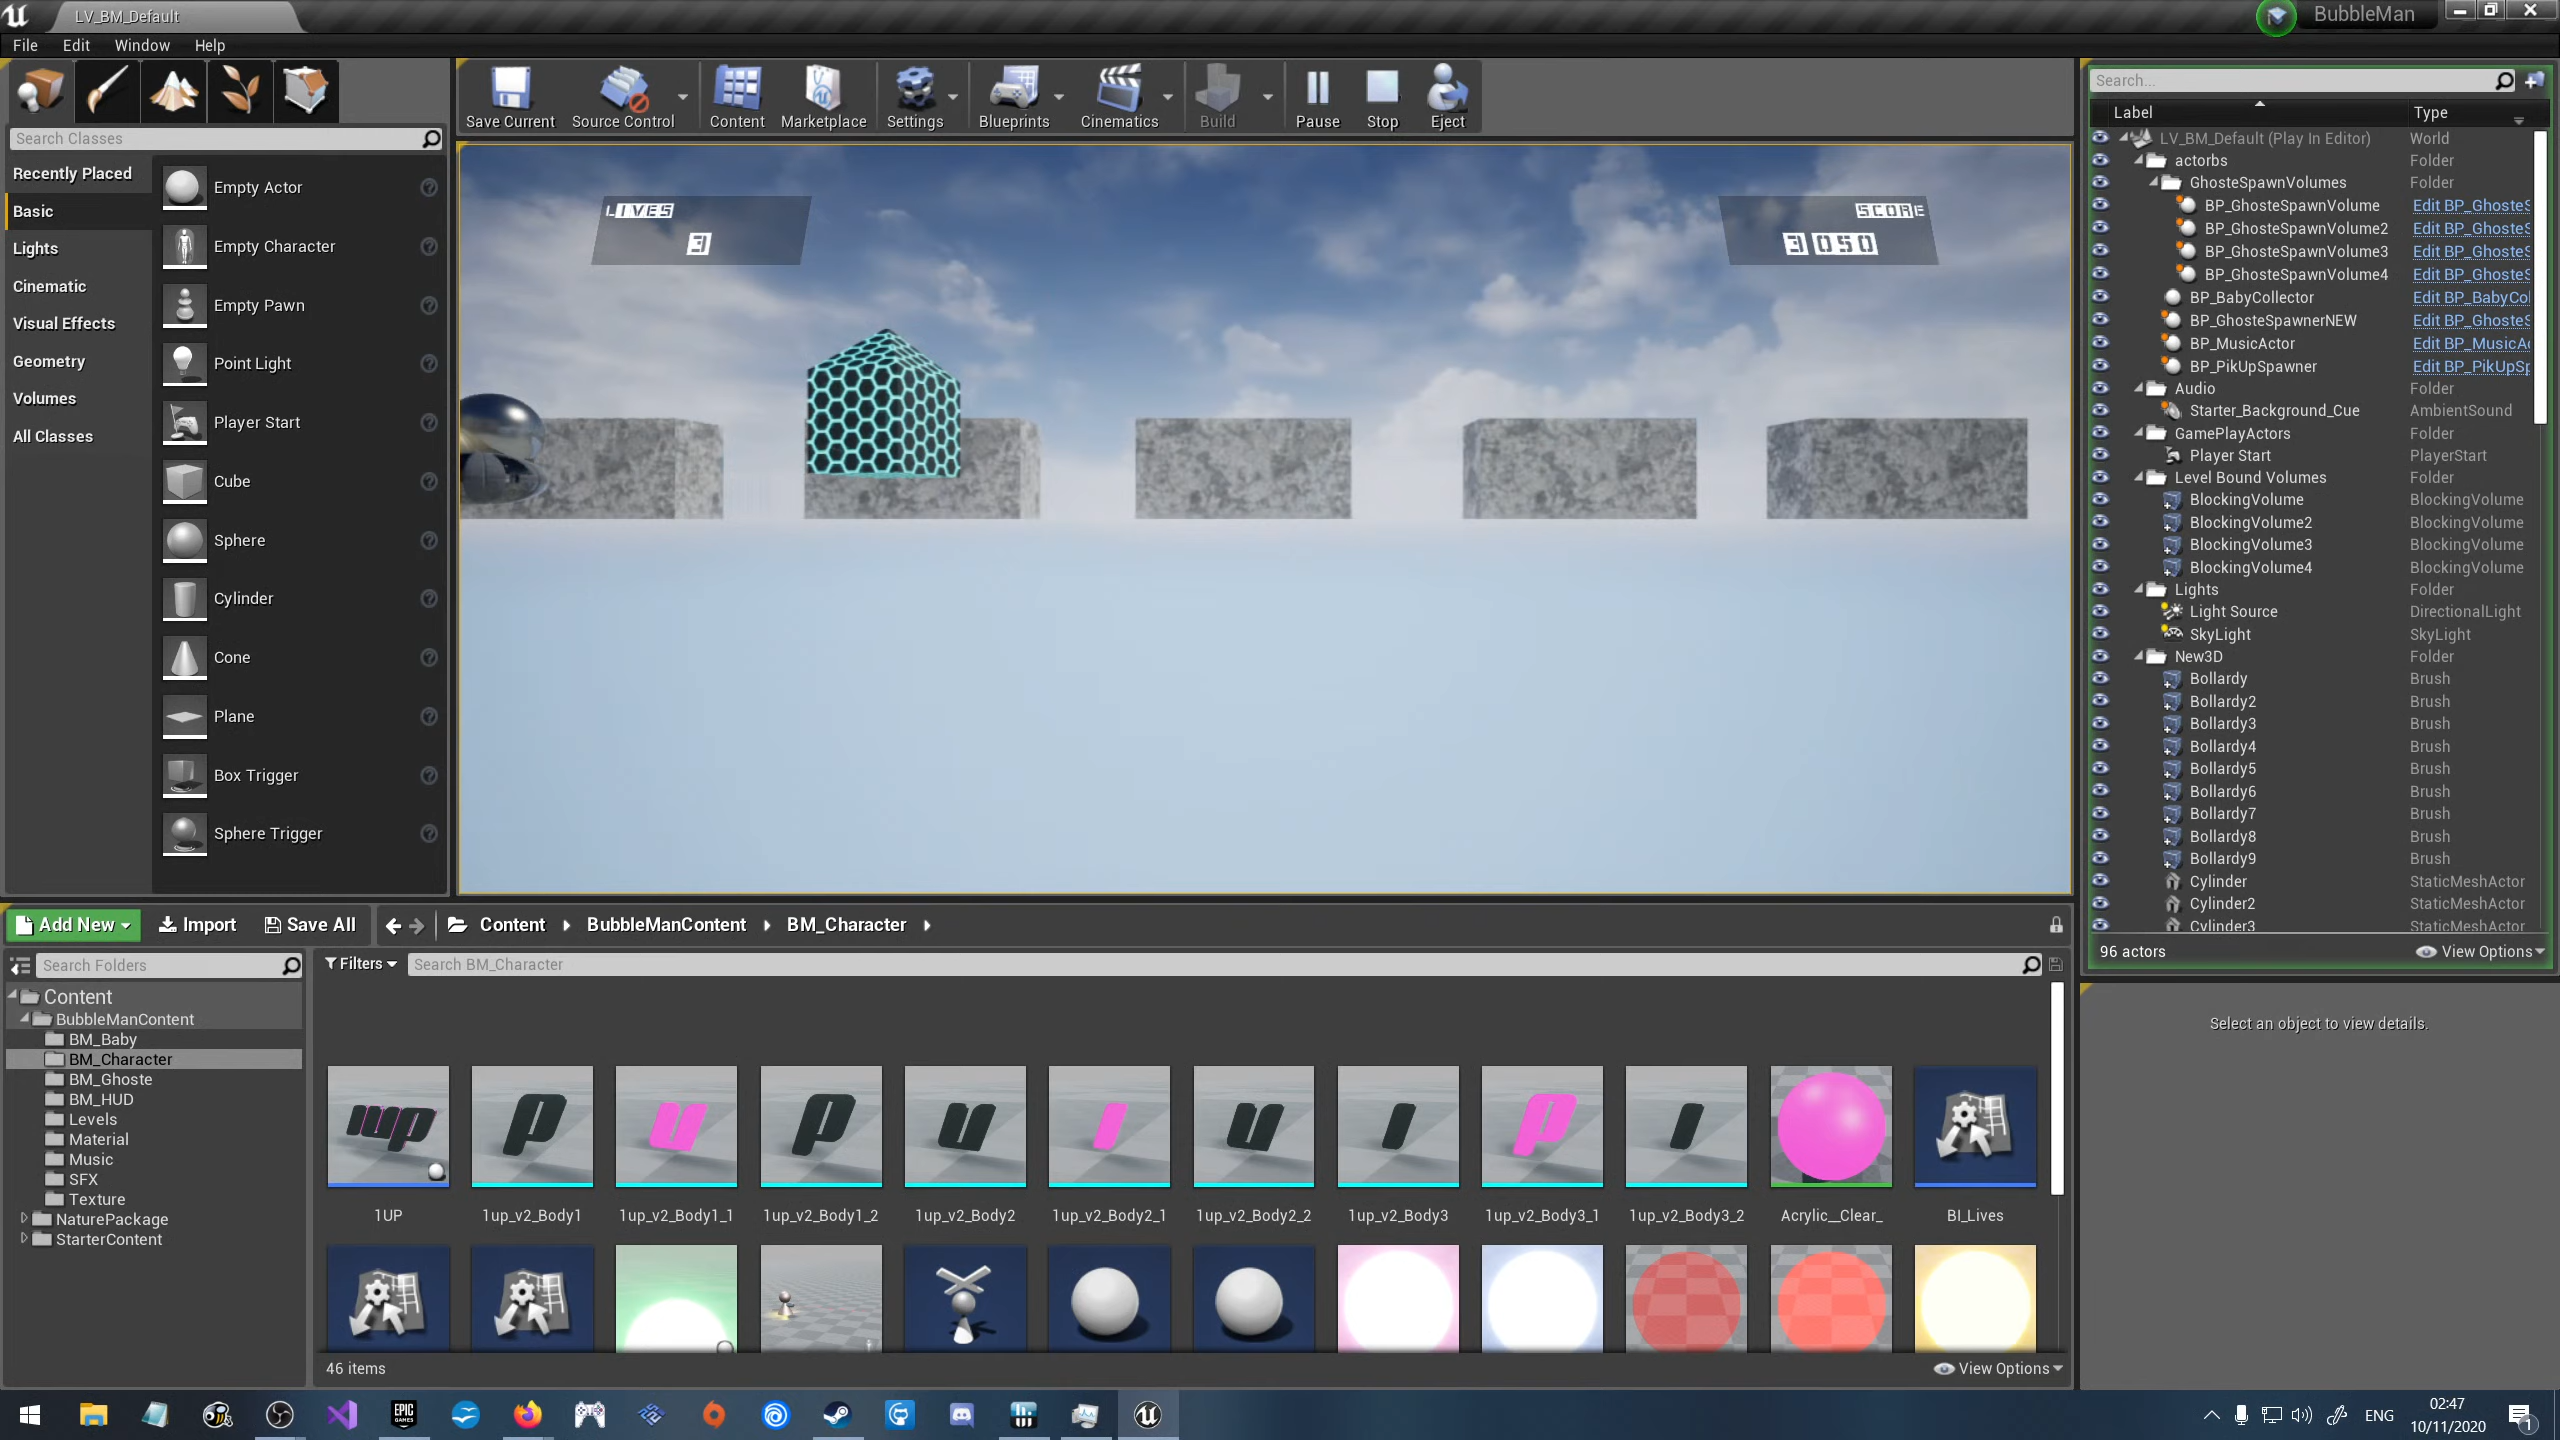 LV_BM_Default
BubbleMan
File Edit Window Help
Save Current
Source Control
Content
Marketplace
Settings
Blueprints
Cinematics
Build
Pause
Stop
Eject
Search Classes
Recently Placed
Basic
Lights
Cinematic
Visual Effects
Geometry
Volumes
All Classes
Empty Actor
Empty Character
Empty Pawn
Point Light
Player Start
Cube
Sphere
Cylinder
Cone
Plane
Box Trigger
Sphere Trigger
LIVES
3
SCORE
3050
Search...
Label Type
LV_BM_Default (Play In Editor) World
actorbs Folder
GhosteSpawnVolumes Folder
BP_GhosteSpawnVolume Edit BP_GhosteS
BP_GhosteSpawnVolume2 Edit BP_GhosteS
BP_GhosteSpawnVolume3 Edit BP_GhosteS
BP_GhosteSpawnVolume4 Edit BP_GhosteS
BP_BabyCollector Edit BP_BabyCol
BP_GhosteSpawnerNEW Edit BP_GhosteS
BP_MusicActor Edit BP_MusicAc
BP_PikUpSpawner Edit BP_PikUpSp
Audio Folder
Starter_Background_Cue AmbientSound
GamePlayActors Folder
Player Start PlayerStart
Level Bound Volumes Folder
BlockingVolume BlockingVolume
BlockingVolume2 BlockingVolume
BlockingVolume3 BlockingVolume
BlockingVolume4 BlockingVolume
Lights Folder
Light Source DirectionalLight
SkyLight SkyLight
New3D Folder
Bollardy Brush
Bollardy2 Brush
Bollardy3 Brush
Bollardy4 Brush
Bollardy5 Brush
Bollardy6 Brush
Bollardy7 Brush
Bollardy8 Brush
Bollardy9 Brush
Cylinder StaticMeshActor
Cylinder2 StaticMeshActor
Cylinder3 StaticMeshActor
96 actors View Options
Select an object to view details.
Add New Import Save All Content BubbleManContent BM_Character
Search Folders
Filters Search BM_Character
Content
BubbleManContent
BM_Baby
BM_Character
BM_Ghoste
BM_HUD
Levels
Material
Music
SFX
Texture
NaturePackage
StarterContent
1UP 1up_v2_Body1 1up_v2_Body1_1 1up_v2_Body1_2 1up_v2_Body2 1up_v2_Body2_1 1up_v2_Body2_2 1up_v2_Body3 1up_v2_Body3_1 1up_v2_Body3_2 Acrylic__Clear_ BI_Lives
46 items View Options
EPIC GAMES
ENG
02:47
10/11/2020
1